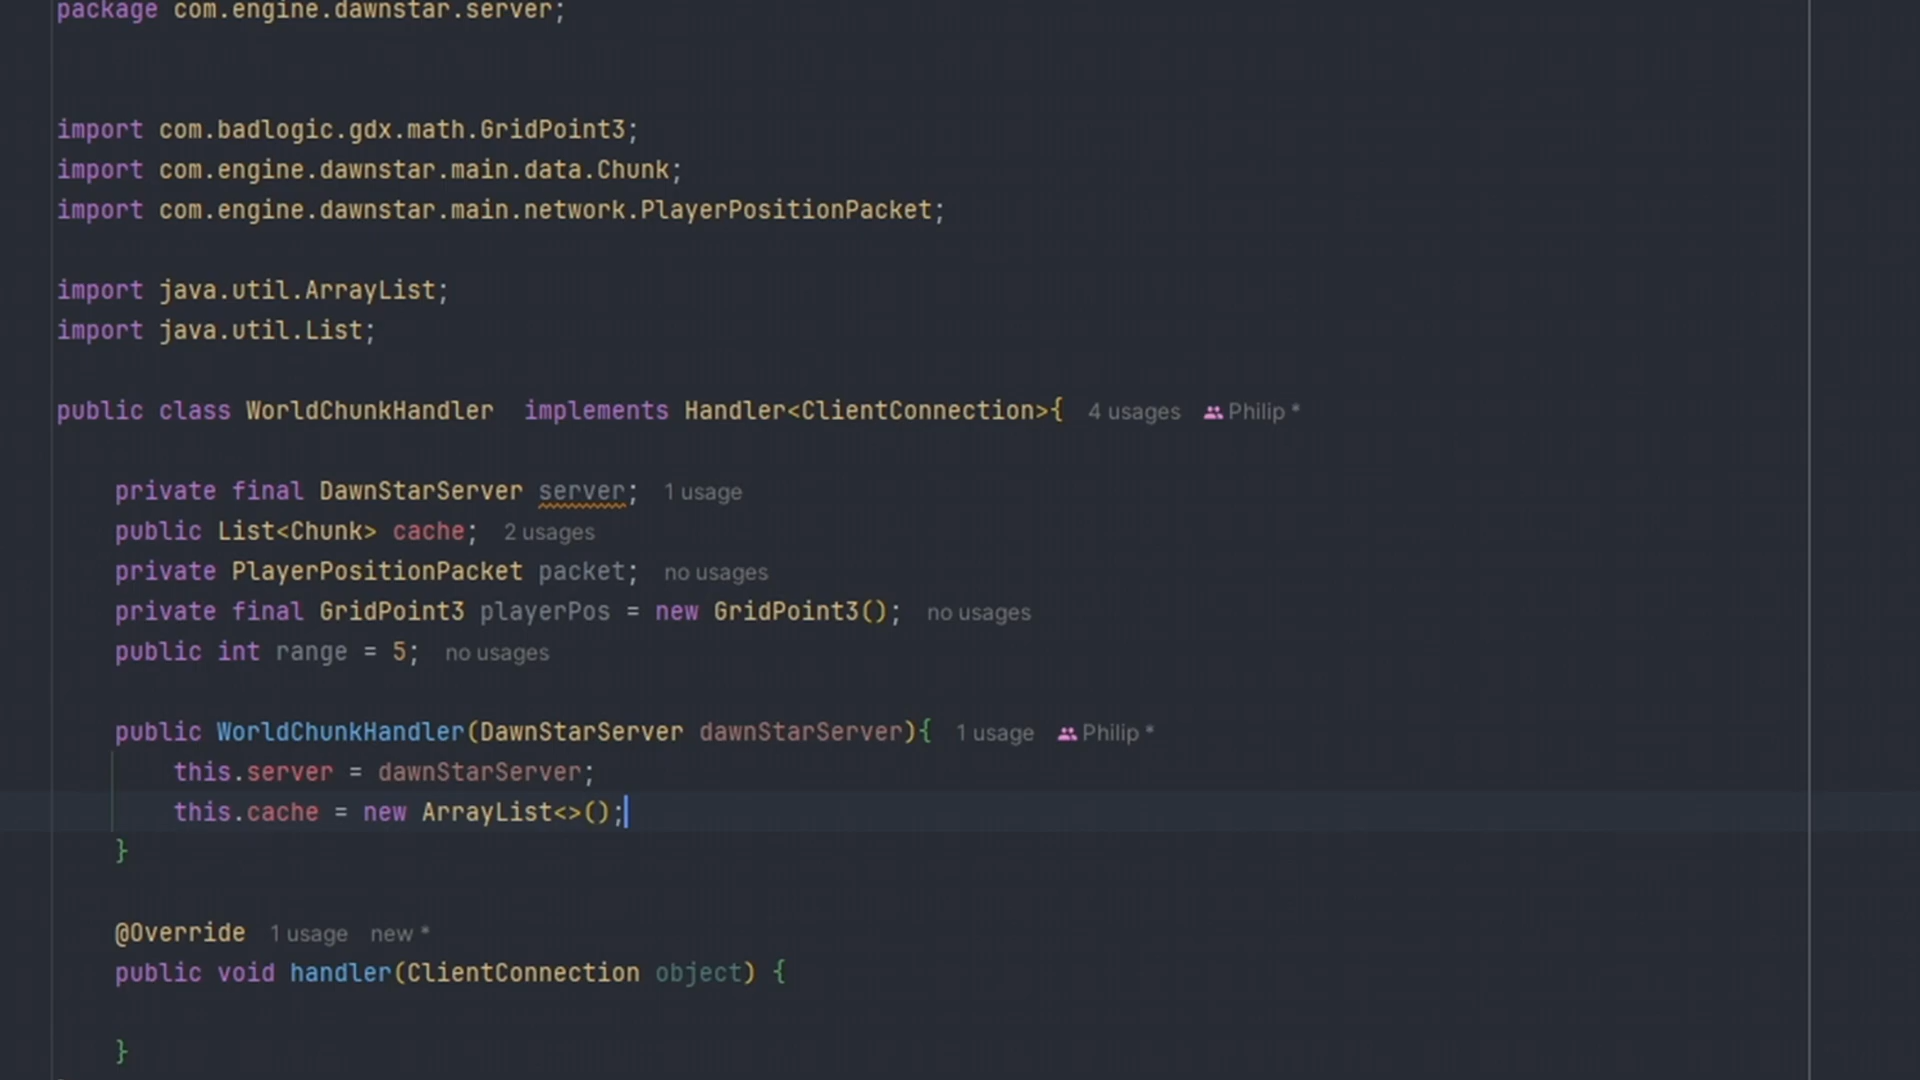 package com.engine.dawnstar.server;
import com.badlogic.gdx.math.GridPoint3;
import com.engine.dawnstar.main.data.Chunk;
import com.engine.dawnstar.main.network.PlayerPositionPacket;
import java.util.ArrayList;
import java.util.List;
public class WorldChunkHandler  implements Handler<ClientConnection>{ 4 usages Philip *
private final DawnStarServer server; 1 usage
public List<Chunk> cache; 2 usages
private PlayerPositionPacket packet; no usages
private final GridPoint3 playerPos = new GridPoint3(); no usages
public int range = 5; no usages
public WorldChunkHandler(DawnStarServer dawnStarServer){ 1 usage Philip *
this.server = dawnStarServer;
this.cache = new ArrayList<>();
}
@Override 1 usage new *
public void handler(ClientConnection object) {
}